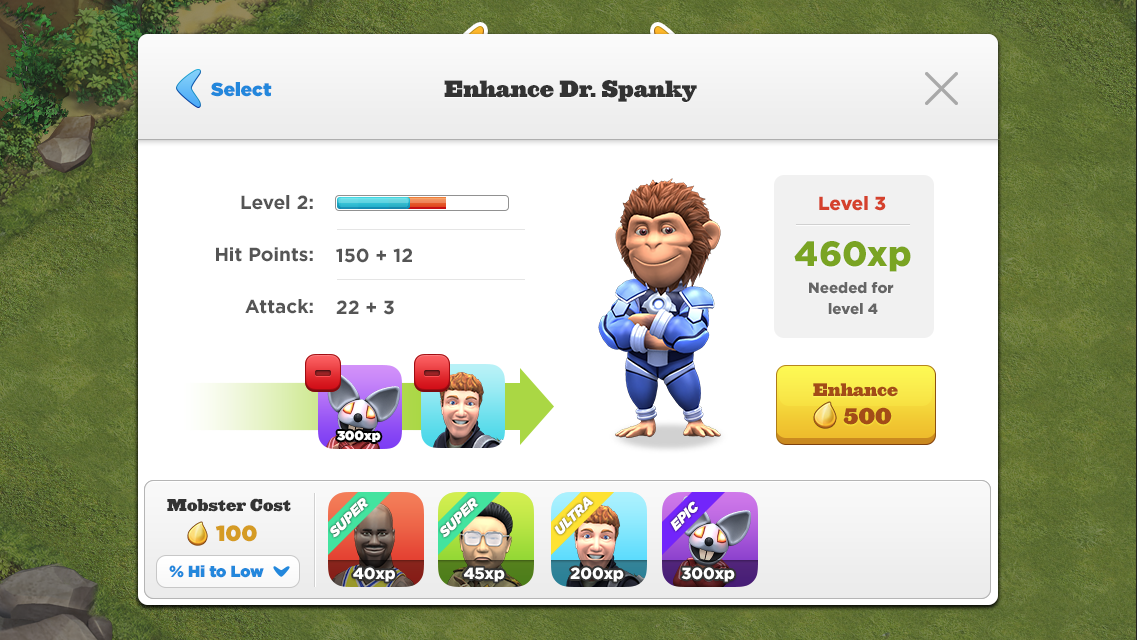 Select
Enhance Dr. Spanky
Level 2:
Hit Points: 150 + 12
Attack: 22 + 3
Level 3
460xp
Needed for
level 4
300xp
Enhance
500
Mobster Cost
100
% Hi to Low
SUPER
40xp
SUPER
45xp
ULTRA
200xp
EPIC
300xp